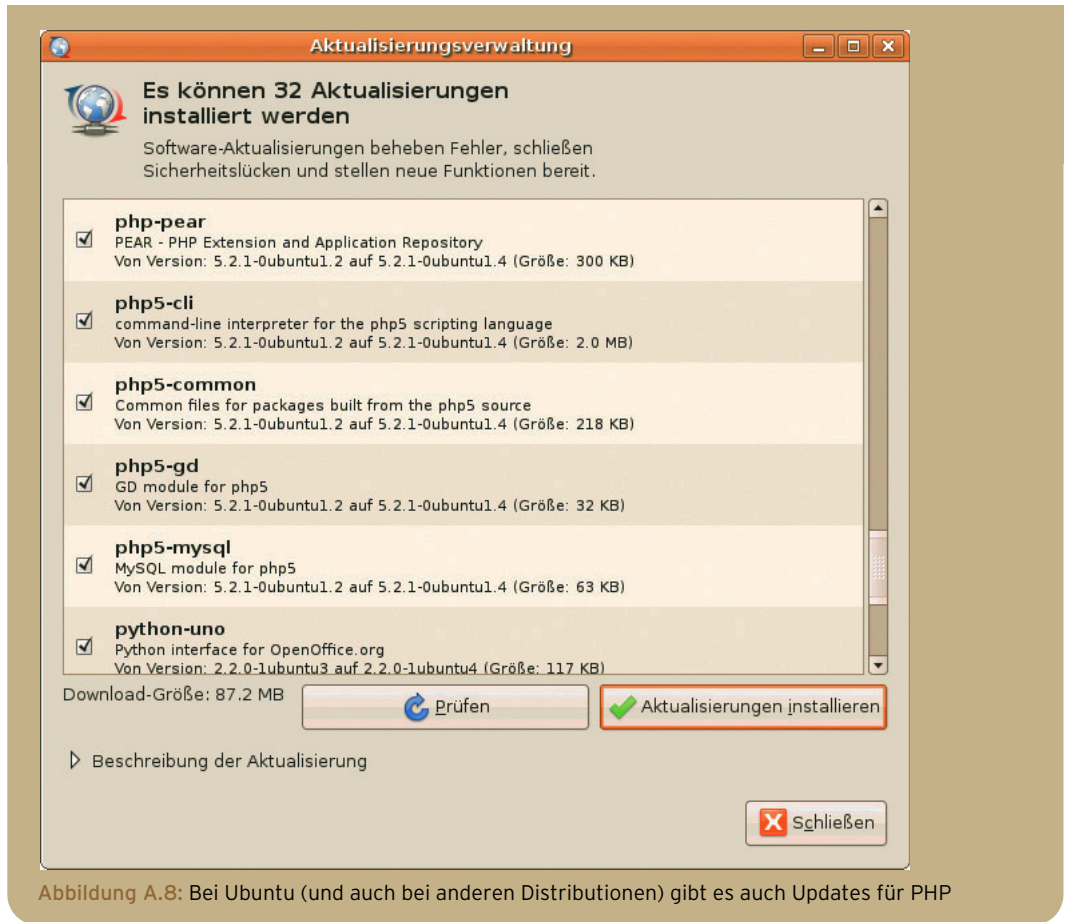 Aktualisierungsverwaltung
Es können 32 Aktualisierungen
installiert werden
Software-Aktualisierungen beheben Fehler, schließen
Sicherheitslücken und stellen neue Funktionen bereit.
php-pear
PEAR - PHP Extension and Application Repository
Von Version: 5.2.1-0ubuntu1.2 auf 5.2.1-0ubuntu1.4 (Größe: 300 KB)
php5-cli
command-line interpreter for the php5 scripting language
Von Version: 5.2.1-0ubuntu1.2 auf 5.2.1-0ubuntu1.4 (Größe: 2.0 MB)
php5-common
Common files for packages built from the php5 source
Von Version: 5.2.1-0ubuntu1.2 auf 5.2.1-0ubuntu1.4 (Größe: 218 KB)
php5-gd
GD module for php5
Von Version: 5.2.1-0ubuntu1.2 auf 5.2.1-0ubuntu1.4 (Größe: 32 KB)
php5-mysql
MySQL module for php5
Von Version: 5.2.1-0ubuntu1.2 auf 5.2.1-0ubuntu1.4 (Größe: 63 KB)
python-uno
Python interface for OpenOffice.org
Von Version: 2.2.0-1ubuntu3 auf 2.2.0-1ubuntu4 (Größe: 117 KB)
Download-Größe: 87.2 MB
Prüfen
Aktualisierungen installieren
Beschreibung der Aktualisierung
Schließen
Abbildung A.8: Bei Ubuntu (und auch bei anderen Distributionen) gibt es auch Updates für PHP